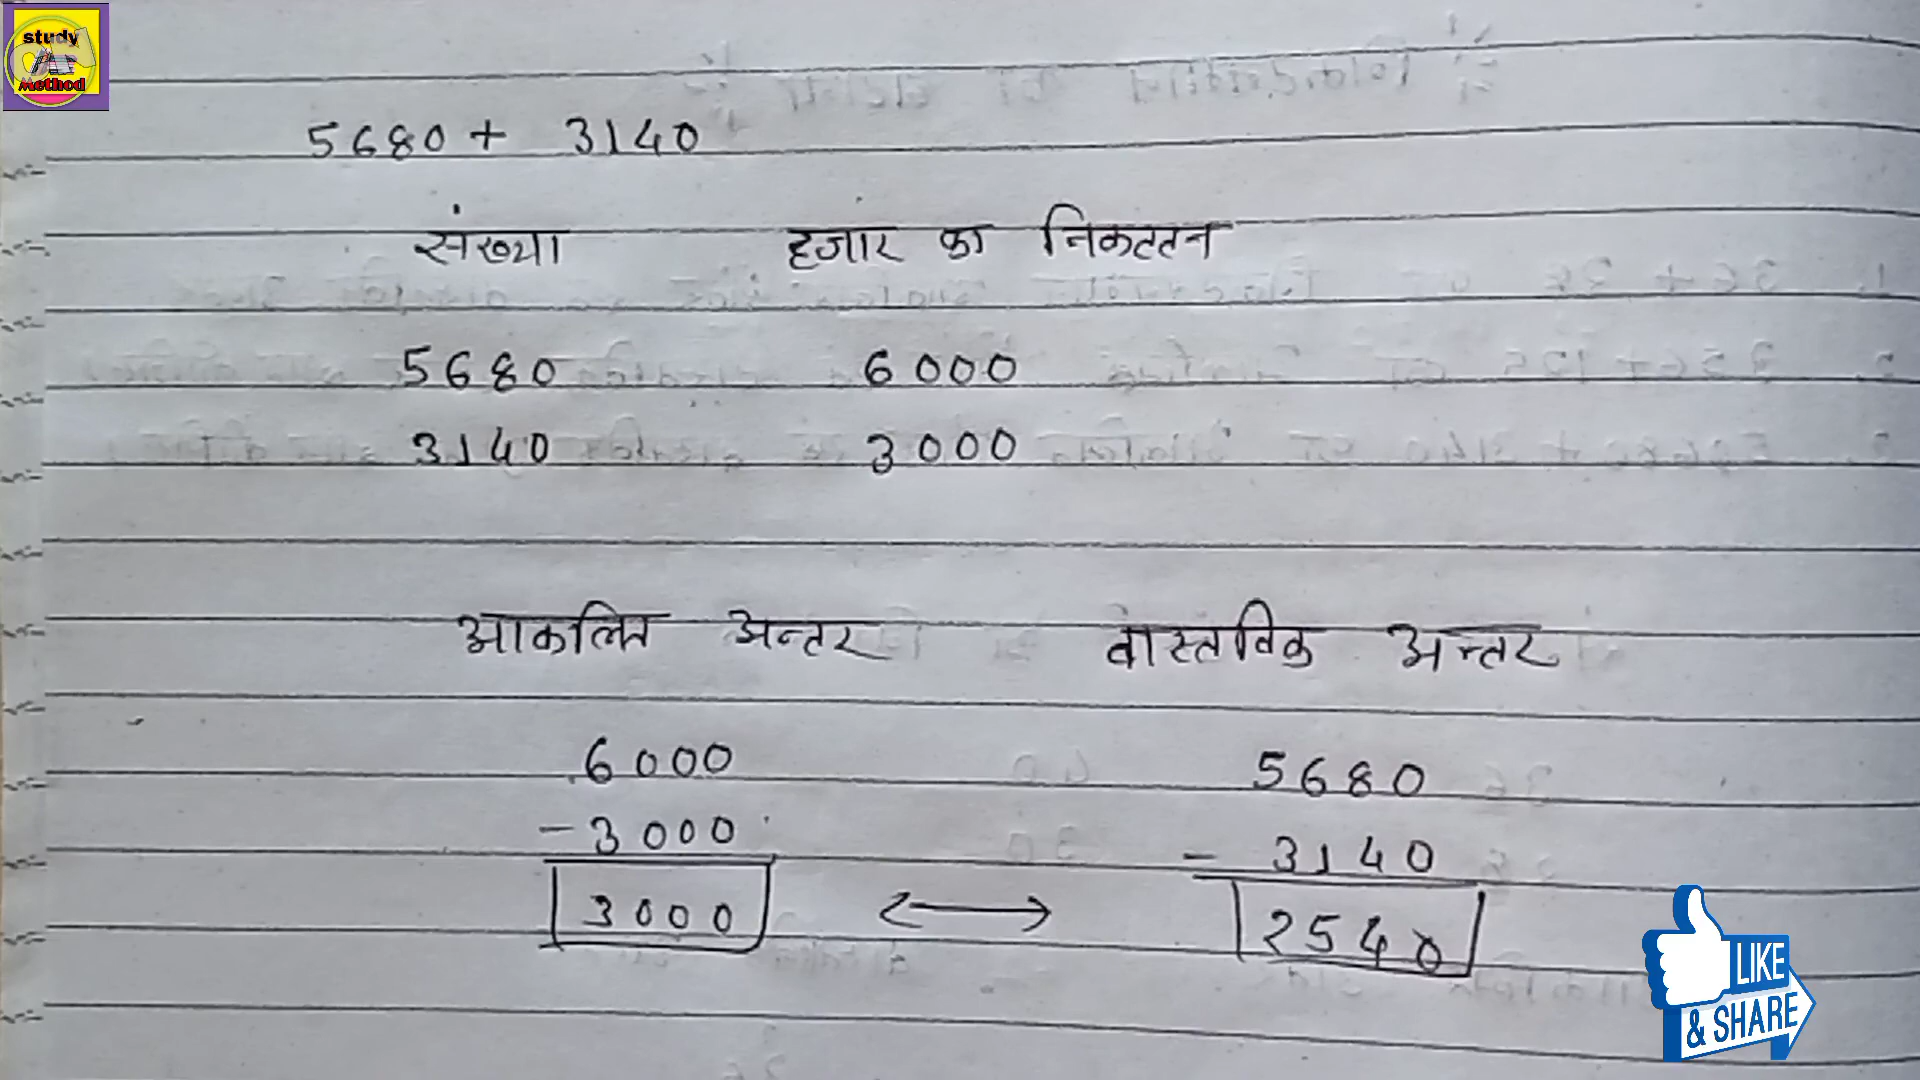 study
Method
5680 + 3140
संख्या हजार का निकटतन
5680 6000
3140 3000
आकलित अन्तर वास्तविक अन्तर
6000 5680
- 3000 - 3140
3000 ⟷ 2540
LIKE
& SHARE